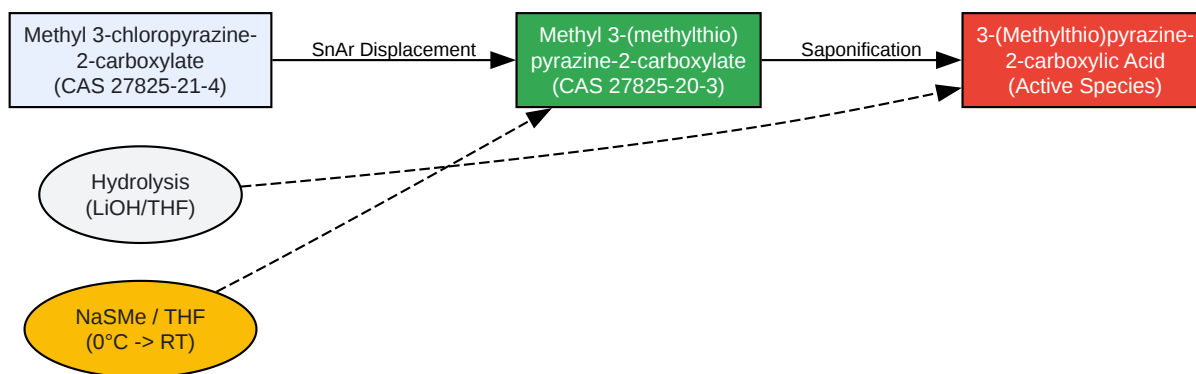 Methyl 3-chloropyrazine-
2-carboxylate
(CAS 27825-21-4)
SnAr Displacement
Methyl 3-(methylthio)
pyrazine-2-carboxylate
(CAS 27825-20-3)
Saponification
3-(Methylthio)pyrazine-
2-carboxylic Acid
(Active Species)
Hydrolysis
(LiOH/THF)
NaSMe / THF
(0°C -> RT)